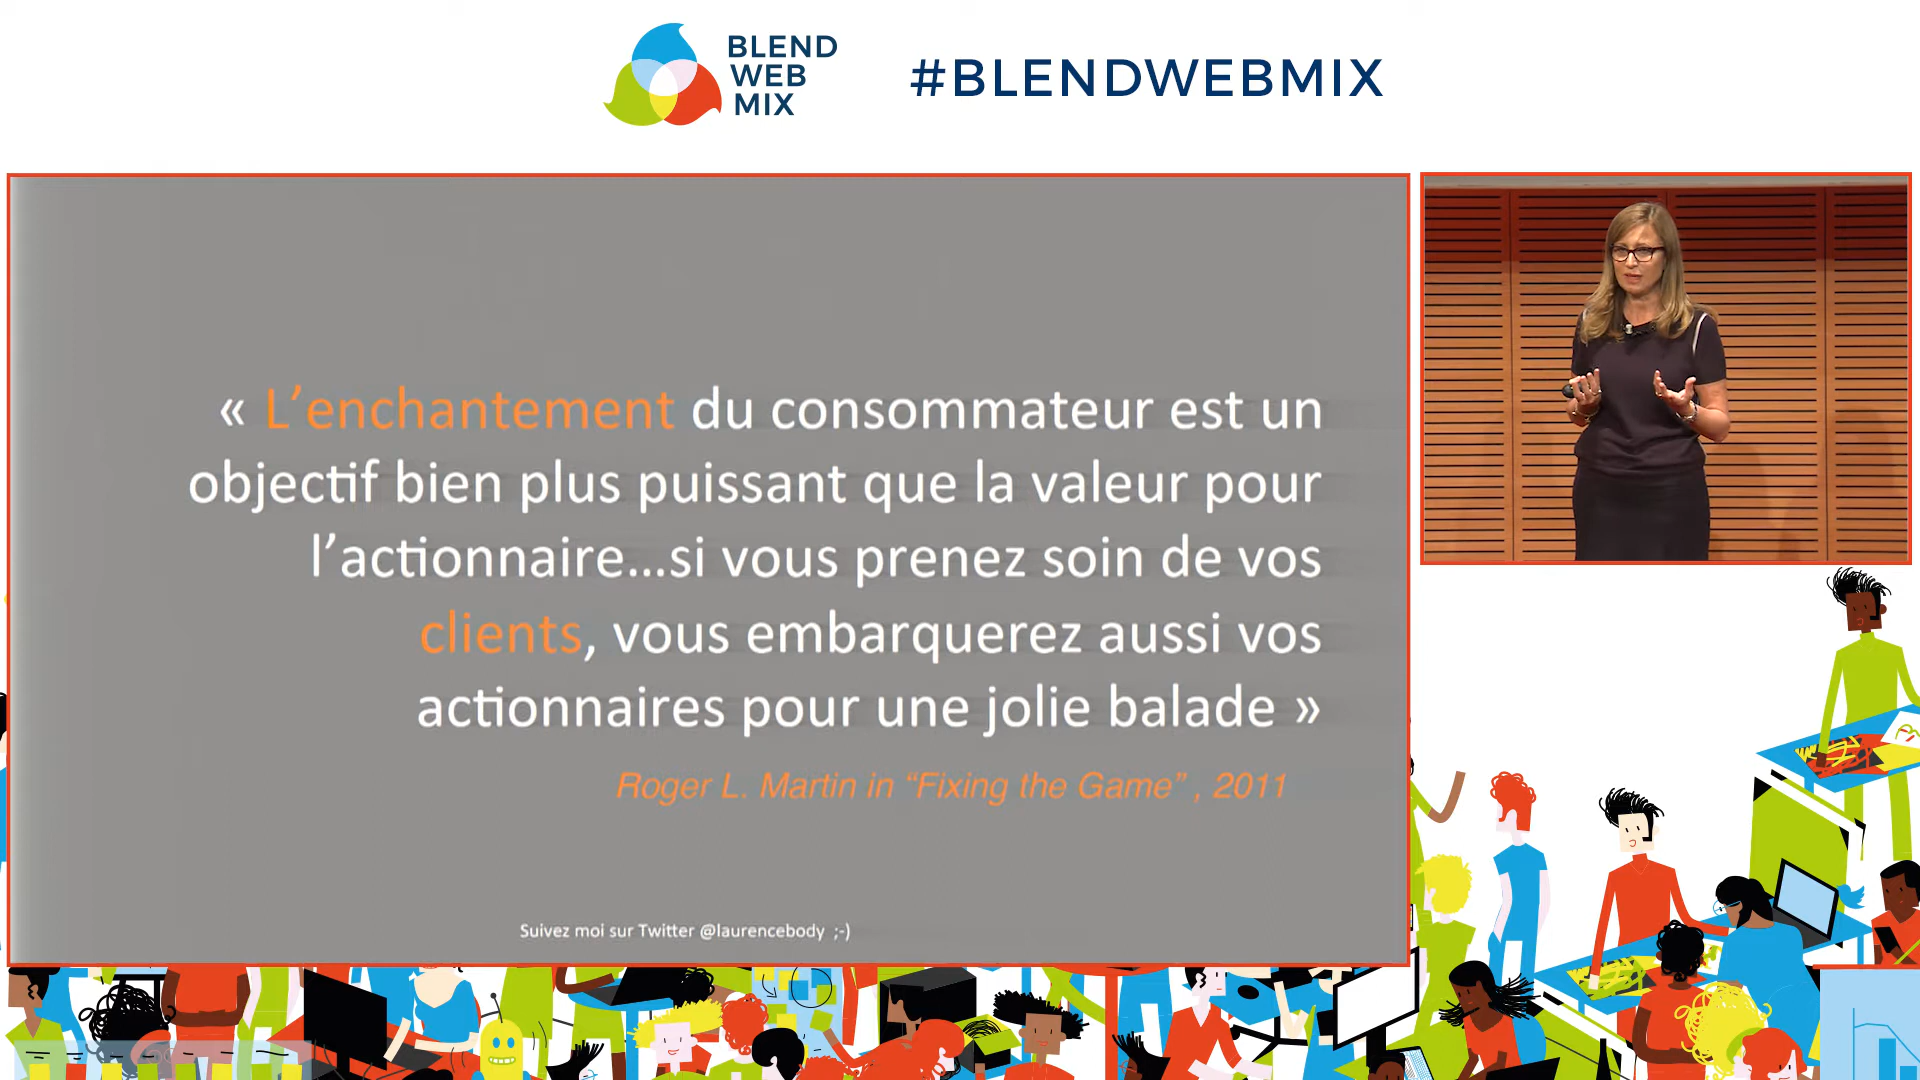 BLEND
WEB
MIX
#BLENDWEBMIX
« L’enchantement du consommateur est un
objectif bien plus puissant que la valeur pour
l’actionnaire...si vous prenez soin de vos
clients, vous embarquerez aussi vos
actionnaires pour une jolie balade »
Roger L. Martin in “Fixing the Game” , 2011
Suivez moi sur Twitter @laurencebody ;-)